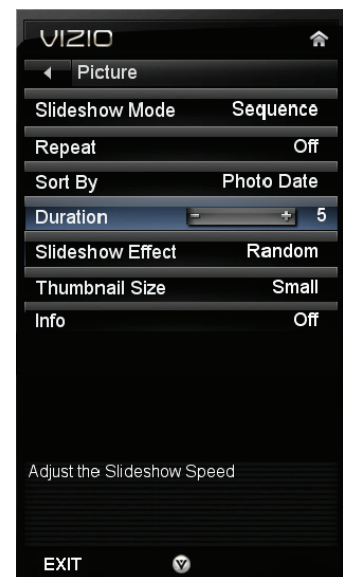 VIZIO
Picture
Slideshow Mode Sequence
Repeat Off
Sort By Photo Date
Duration - + 5
Slideshow Effect Random
Thumbnail Size Small
Info Off
Adjust the Slideshow Speed
EXIT V